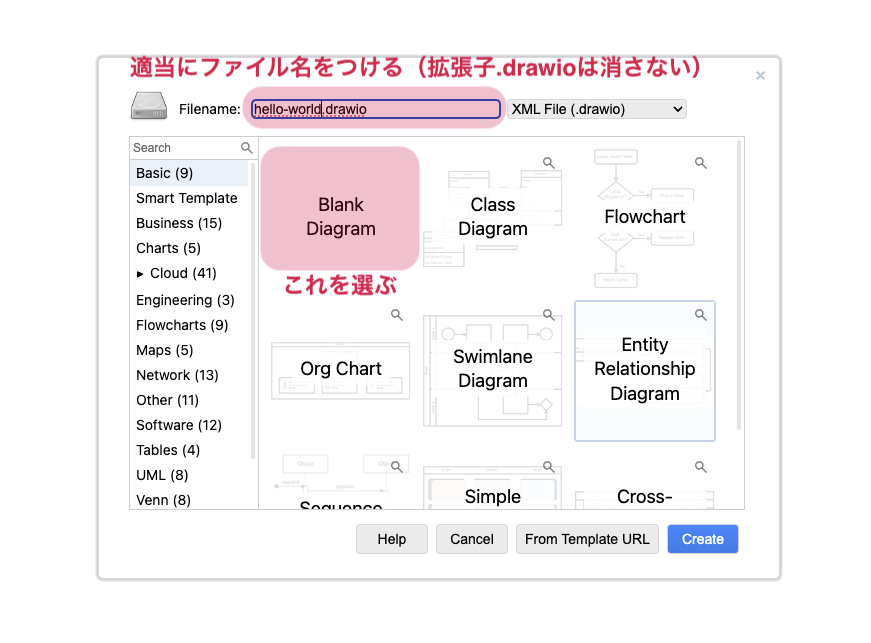 適当にファイル名をつける（拡張子.drawioは消さない）
Filename: hello-world.drawio XML File (.drawio)
Search
Basic (9)
Smart Template
Business (15)
Charts (5)
Cloud (41)
Engineering (3)
Flowcharts (9)
Maps (5)
Network (13)
Other (11)
Software (12)
Tables (4)
UML (8)
Venn (8)
Blank
Diagram
Class
Diagram
Flowchart
これを選ぶ
Org Chart
Swimlane
Diagram
Entity
Relationship
Diagram
Object
dispatch
dispatch
Sequence
Simple
Cross-
Help Cancel From Template URL Create